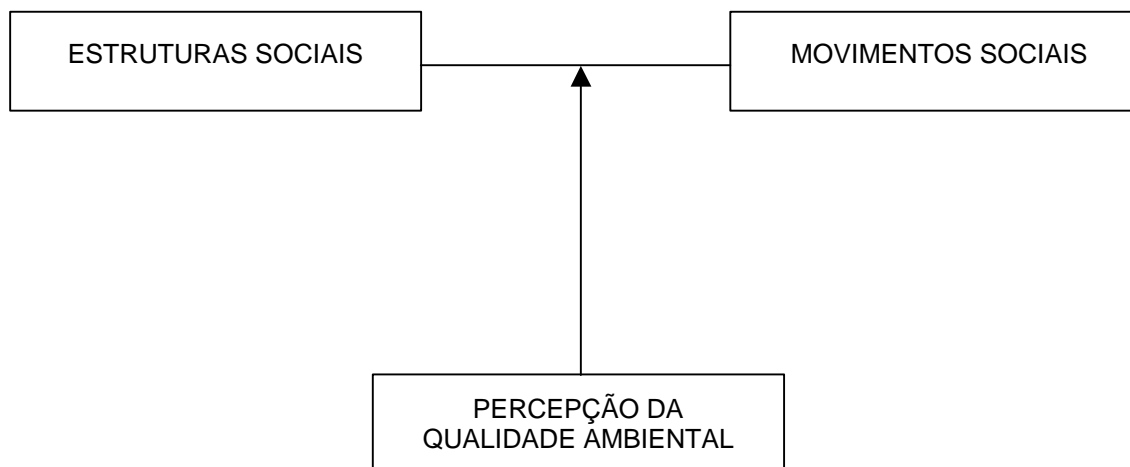 ESTRUTURAS SOCIAIS
MOVIMENTOS SOCIAIS
PERCEPÇÃO DA
QUALIDADE AMBIENTAL